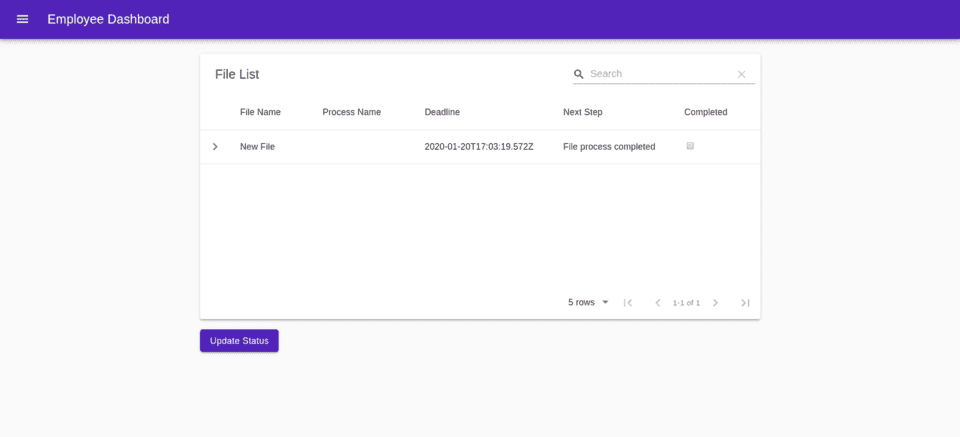 Employee Dashboard
File List
Search
File Name Process Name Deadline Next Step Completed
New File 2020-01-20T17:03:19.572Z File process completed
5 rows 1-1 of 1
Update Status